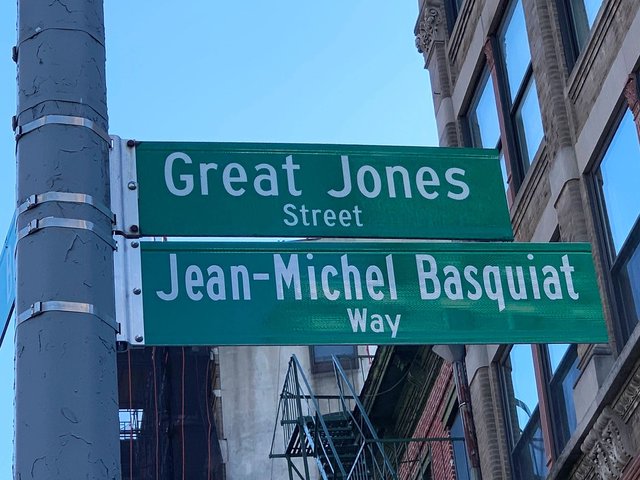 Great Jones
Street
Jean-Michel Basquiat
Way